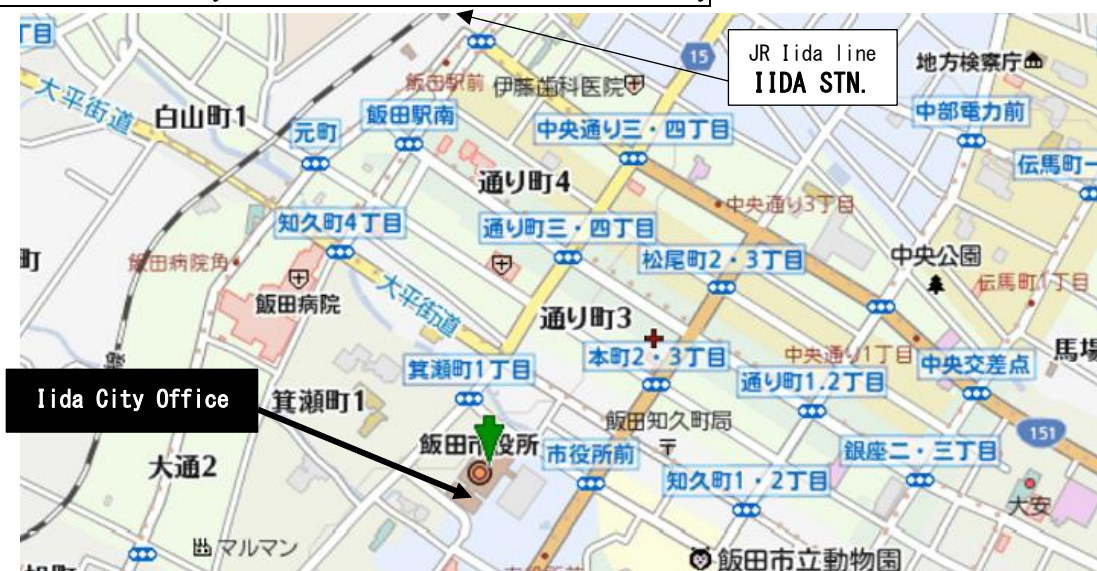 JR Iida line
IIDA STN.
15
地方検察庁
飯田駅前
伊藤歯科医院
大平街道
白山町1
元町
飯田駅南
中央通り三・四丁目
中部電力前
伝馬町一
通り町4
中央通り3丁目
知久町4丁目
通り町三・四丁目
松尾町2・3丁目
中央公園
飯田病院角
伝馬町1丁目
飯田病院
大平街道
通り町3
本町2・3丁目
中央通り1丁目
中央交差点
馬場
箕瀬町1丁目
通り町1.2丁目
Iida City Office
箕瀬町1
飯田知久町局
151
飯田市役所
市役所前
銀座二・三丁目
大通2
知久町1・2丁目
大安
マルマン
飯田市立動物園